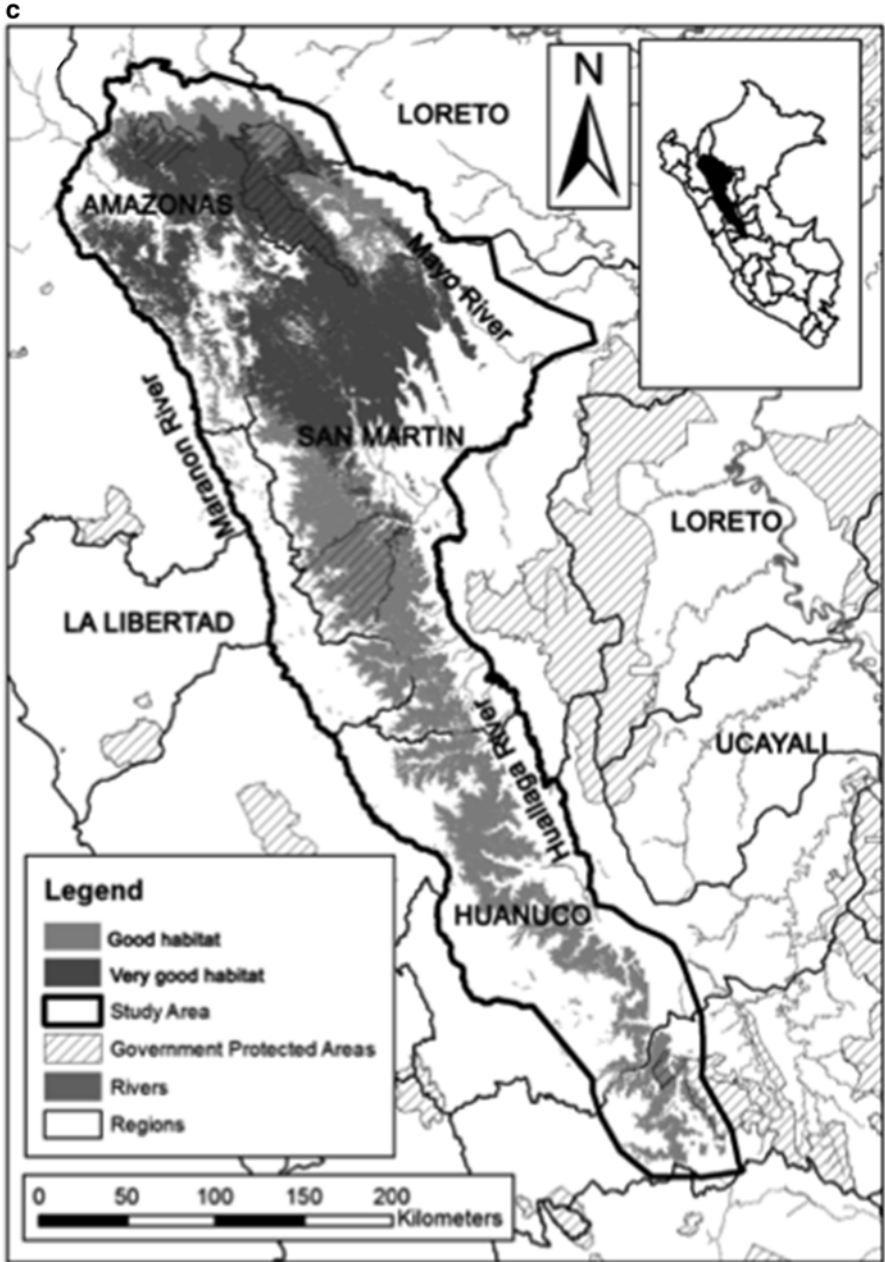 c
N
LORETO
AMAZONAS
Mayo River
Maranon River
SAN MARTIN
LORETO
LA LIBERTAD
Huallaga River
UCAYALI
HUANUCO
Legend
Good habitat
Very good habitat
Study Area
Government Protected Areas
Rivers
Regions
0 50 100 150 200
Kilometers